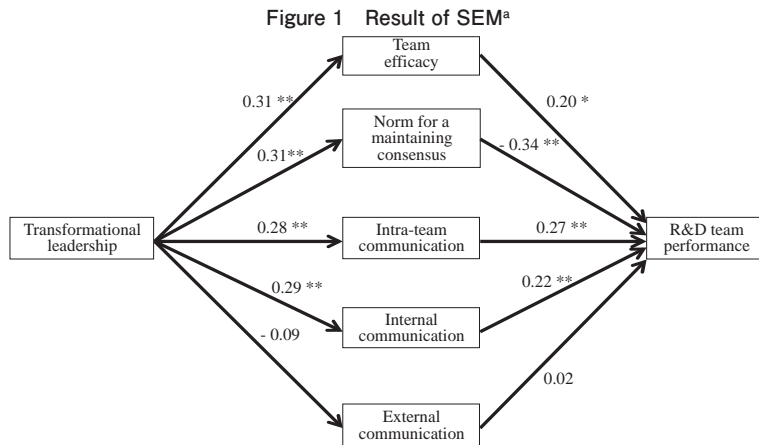 Figure 1 Result of SEMᵃ
Team
efficacy
0.31 **
0.20 *
Norm for a
maintaining
consensus
0.31**
- 0.34 **
Transformational
leadership
0.28 **
Intra-team
communication
0.27 **
R&D team
performance
0.29 **
Internal
communication
0.22 **
- 0.09
0.02
External
communication